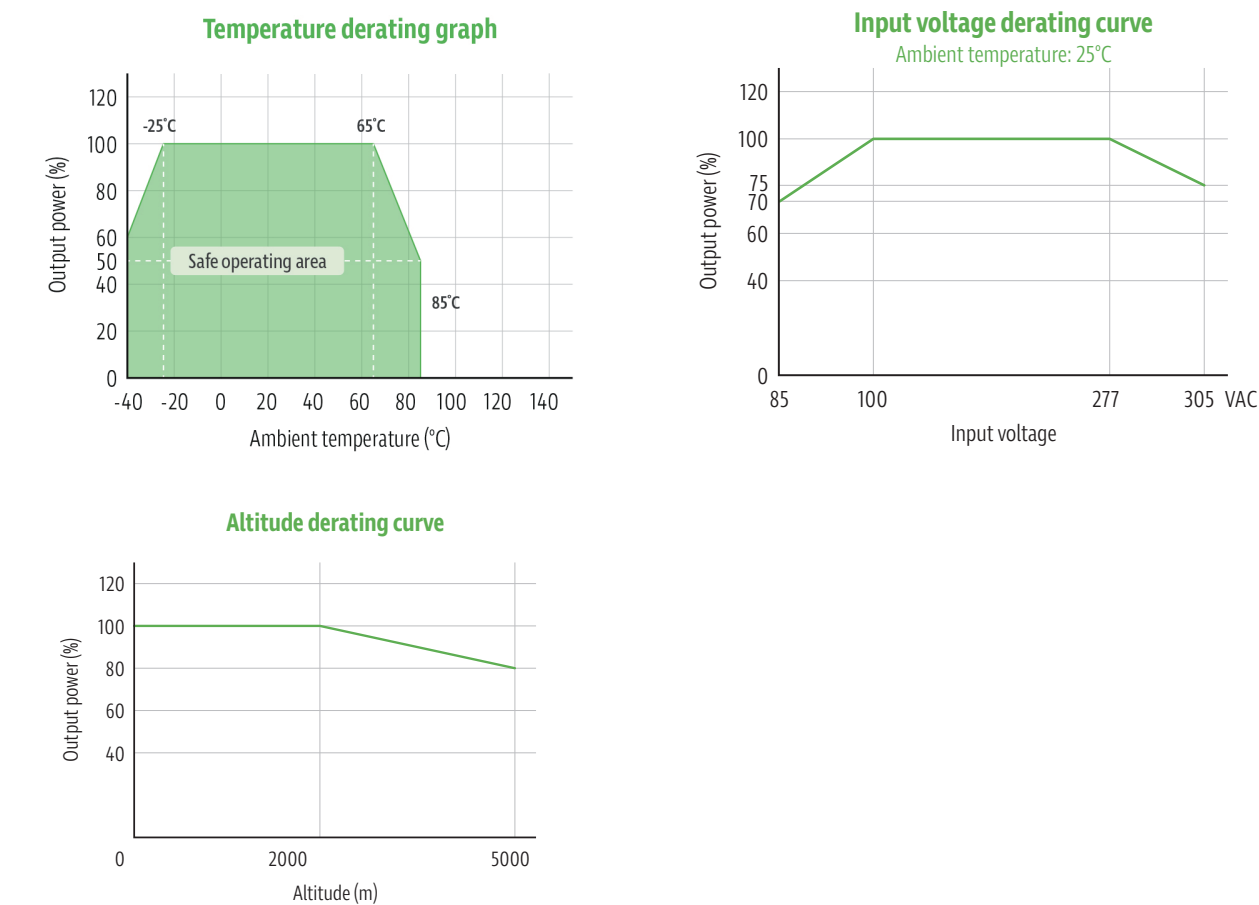 Temperature derating graph
120
100
80
60
50
40
20
0
Output power (%)
-25°C
65°C
Safe operating area
85°C
-40 -20 0 20 40 60 80 100 120 140
Ambient temperature (°C)
Input voltage derating curve
Ambient temperature: 25°C
120
100
75
70
60
40
0
Output power (%)
85 100 277 305 VAC
Input voltage
Altitude derating curve
120
100
80
60
40
Output power (%)
0 2000 5000
Altitude (m)